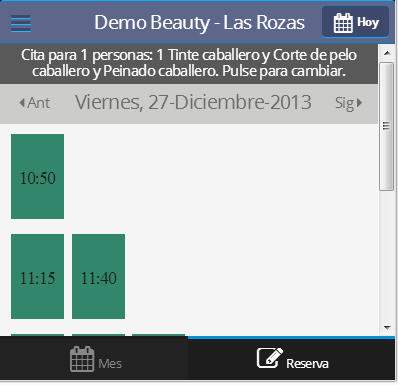 Demo Beauty - Las Rozas
Hoy
Cita para 1 personas: 1 Tinte caballero y Corte de pelo
caballero y Peinado caballero. Pulse para cambiar.
Ant
Viernes, 27-Diciembre-2013
Sig
10:50
11:15
11:40
Mes
Reserva